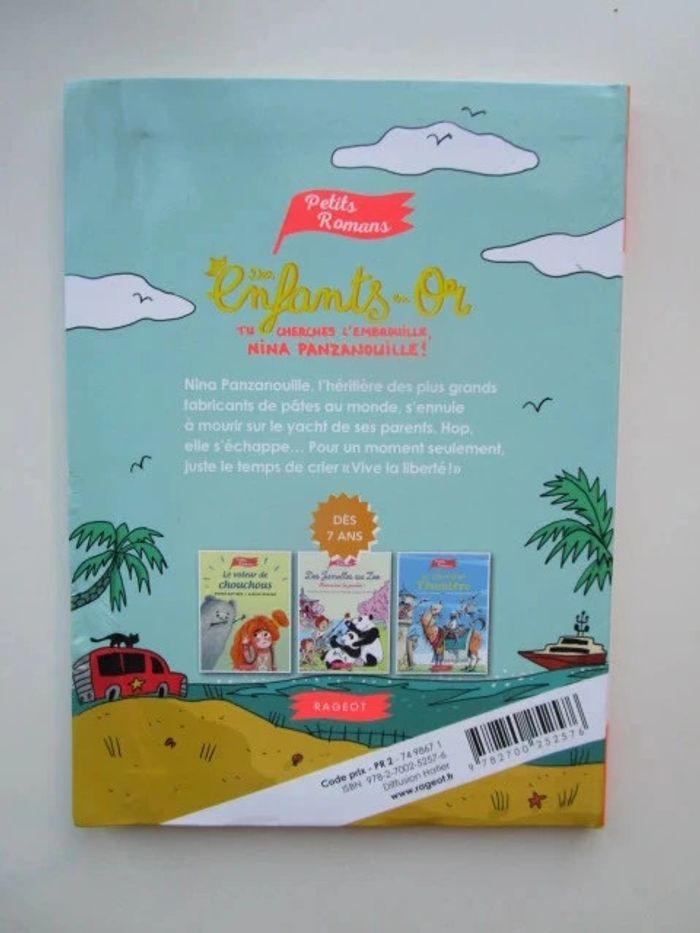 Petits
Romans
Des enfants en Or
TU CHERCHES L'EMBROUILLE,
NINA PANZANOUILLE !
Nina Panzanouille, l'héritière des plus grands
fabricants de pâtes au monde, s'ennuie
à mourir sur le yacht de ses parents. Hop,
elle s'échappe... Pour un moment seulement,
juste le temps de crier « Vive la liberté ! »
DÈS
7 ANS
Le voleur de
chouchous
Des Jumelles au Zoo
RAGEOT
Code prix - PR 2 - 74 9867 1
ISBN 978-2-7002-5257-6
Diffusion Hatier
www.rageot.fr
9 782700 252576